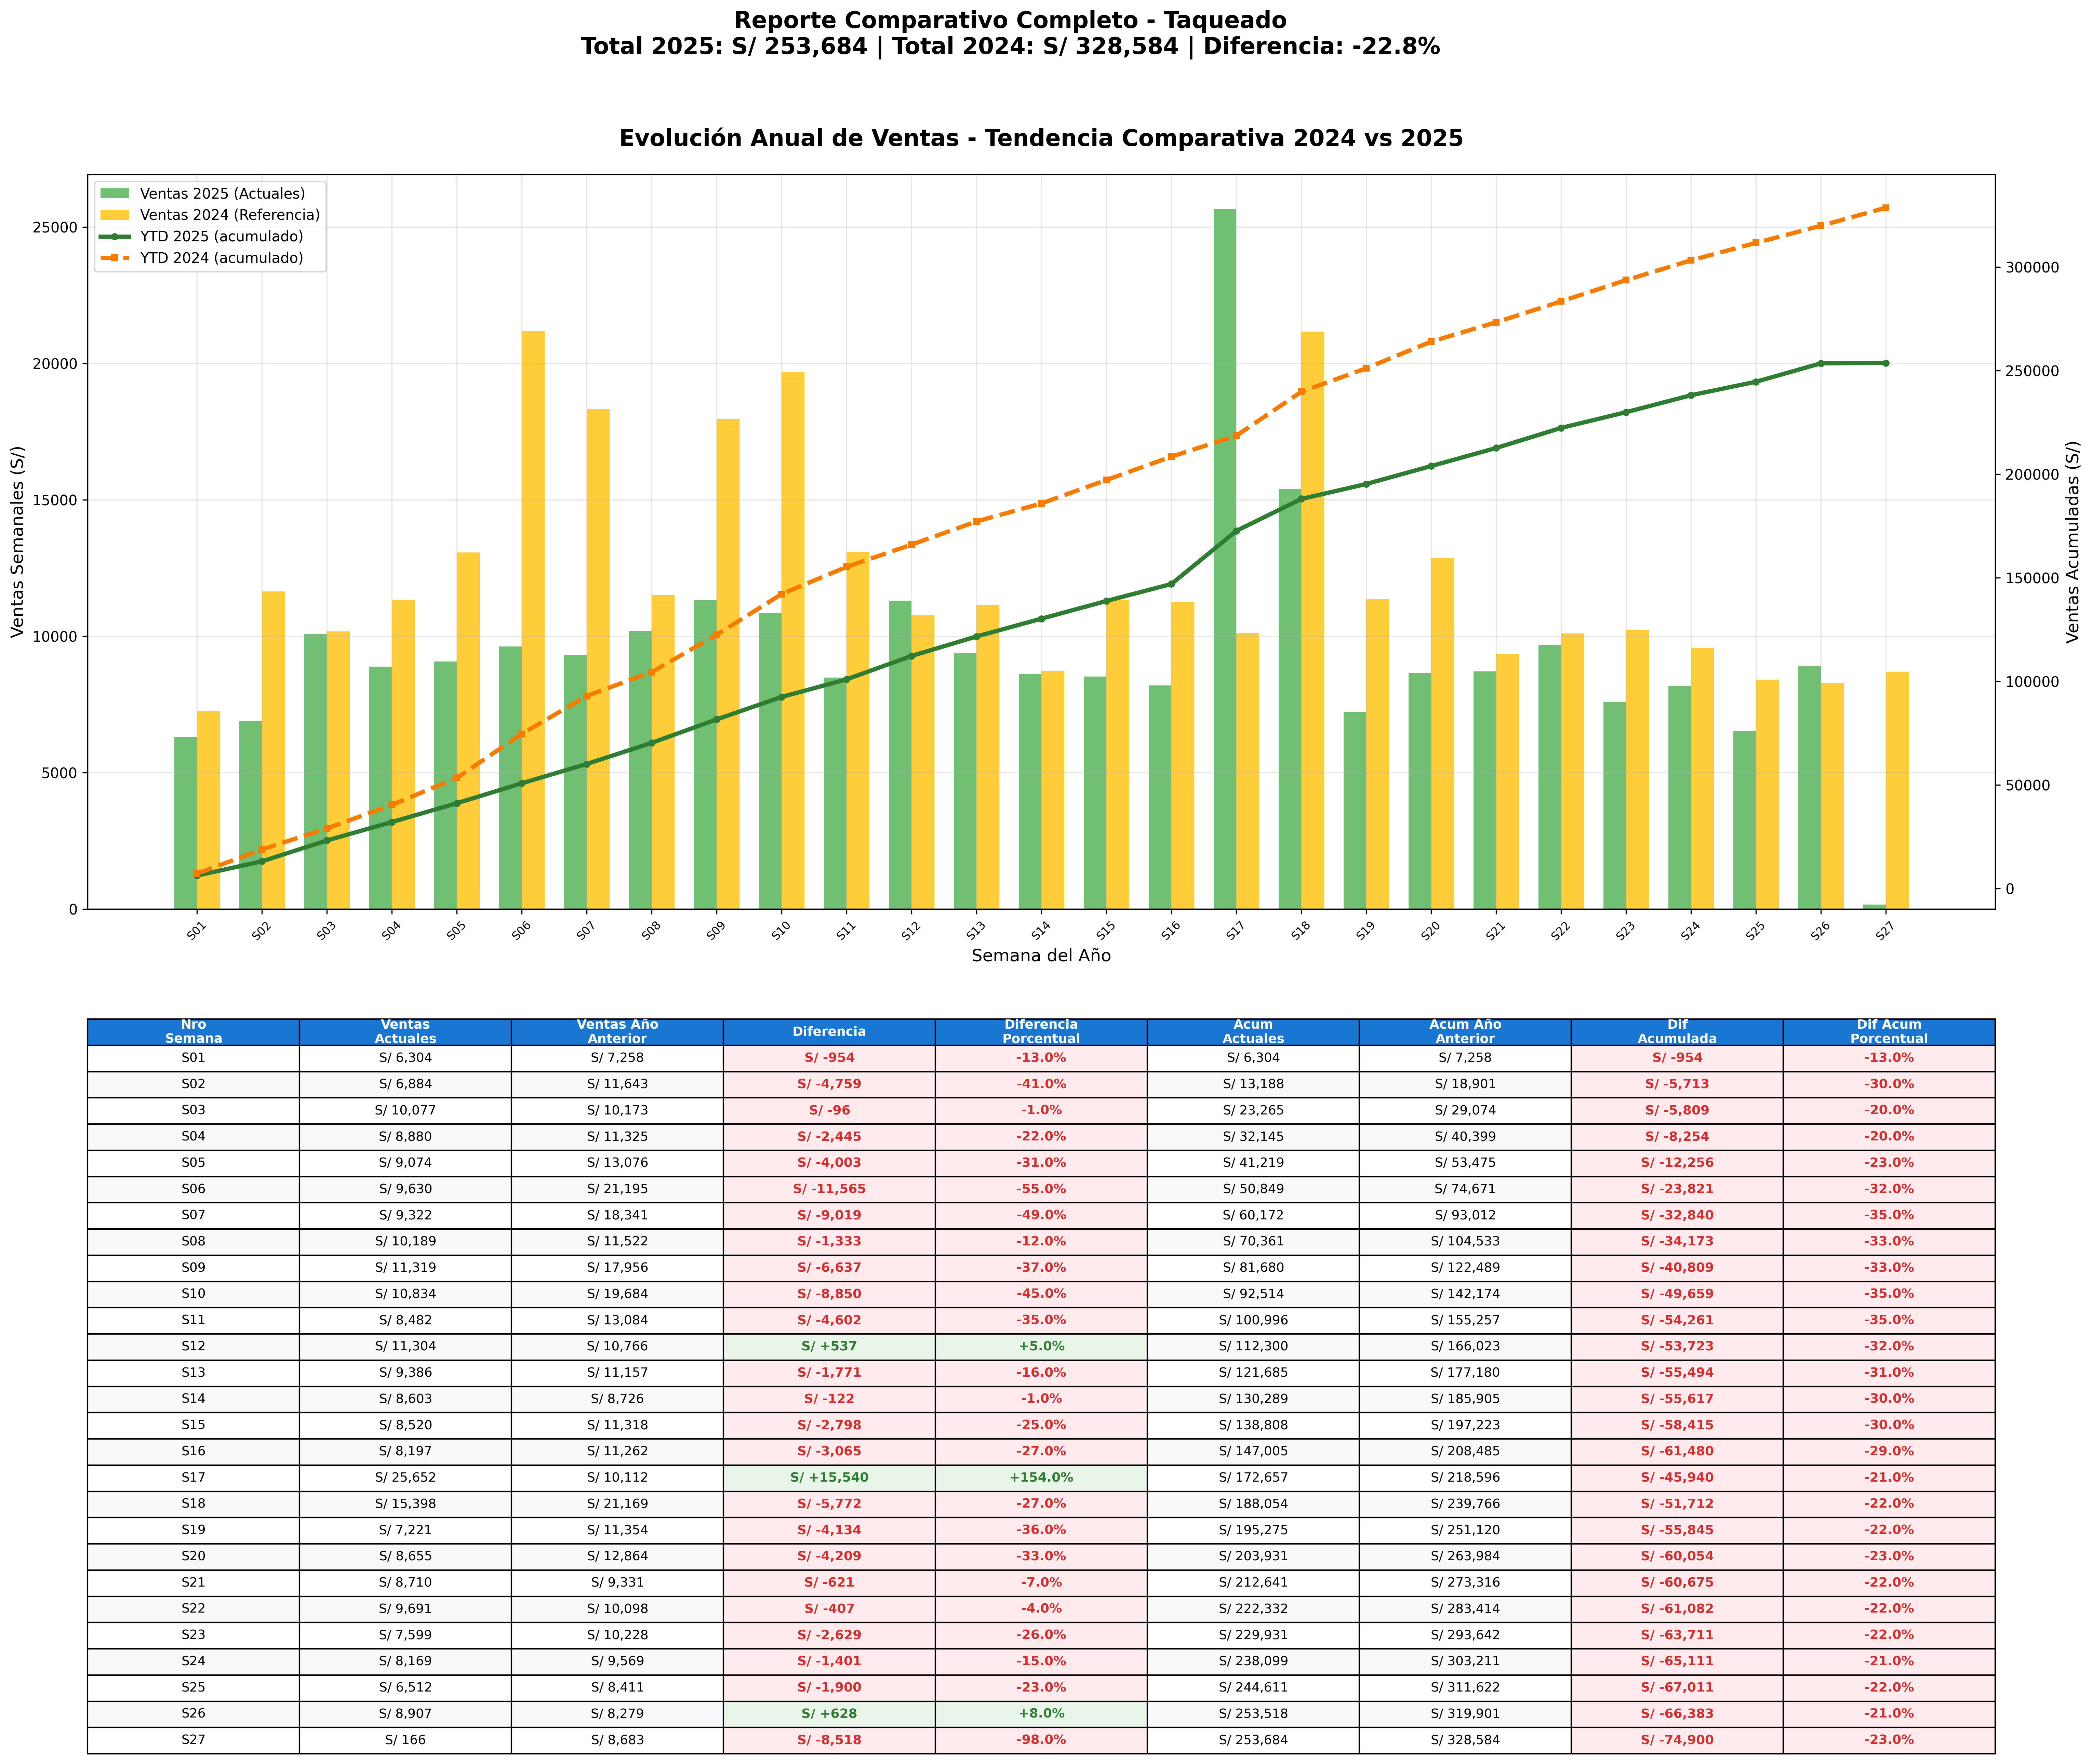 Reporte Comparativo Completo - Taqueado
Total 2025: S/ 253,684 | Total 2024: S/ 328,584 | Diferencia: -22.8%
Evolución Anual de Ventas - Tendencia Comparativa 2024 vs 2025
Ventas 2025 (Actuales)
Ventas 2024 (Referencia)
YTD 2025 (acumulado)
YTD 2024 (acumulado)
Ventas Semanales (S/)
25000
20000
15000
10000
5000
0
Ventas Acumuladas (S/)
300000
250000
200000
150000
100000
50000
0
S01 S02 S03 S04 S05 S06 S07 S08 S09 S10 S11 S12 S13 S14 S15 S16 S17 S18 S19 S20 S21 S22 S23 S24 S25 S26 S27
Semana del Año
Nro Semana | Ventas Actuales | Ventas Año Anterior | Diferencia | Diferencia Porcentual | Acum Actuales | Acum Año Anterior | Dif Acumulada | Dif Acum Porcentual
S01 S/ 6,304 S/ 7,258 S/ -954 -13.0% S/ 6,304 S/ 7,258 S/ -954 -13.0%
S02 S/ 6,884 S/ 11,643 S/ -4,759 -41.0% S/ 13,188 S/ 18,901 S/ -5,713 -30.0%
S03 S/ 10,077 S/ 10,173 S/ -96 -1.0% S/ 23,265 S/ 29,074 S/ -5,809 -20.0%
S04 S/ 8,880 S/ 11,325 S/ -2,445 -22.0% S/ 32,145 S/ 40,399 S/ -8,254 -20.0%
S05 S/ 9,074 S/ 13,076 S/ -4,003 -31.0% S/ 41,219 S/ 53,475 S/ -12,256 -23.0%
S06 S/ 9,630 S/ 21,195 S/ -11,565 -55.0% S/ 50,849 S/ 74,671 S/ -23,821 -32.0%
S07 S/ 9,322 S/ 18,341 S/ -9,019 -49.0% S/ 60,172 S/ 93,012 S/ -32,840 -35.0%
S08 S/ 10,189 S/ 11,522 S/ -1,333 -12.0% S/ 70,361 S/ 104,533 S/ -34,173 -33.0%
S09 S/ 11,319 S/ 17,956 S/ -6,637 -37.0% S/ 81,680 S/ 122,489 S/ -40,809 -33.0%
S10 S/ 10,834 S/ 19,684 S/ -8,850 -45.0% S/ 92,514 S/ 142,174 S/ -49,659 -35.0%
S11 S/ 8,482 S/ 13,084 S/ -4,602 -35.0% S/ 100,996 S/ 155,257 S/ -54,261 -35.0%
S12 S/ 11,304 S/ 10,766 S/ +537 +5.0% S/ 112,300 S/ 166,023 S/ -53,723 -32.0%
S13 S/ 9,386 S/ 11,157 S/ -1,771 -16.0% S/ 121,685 S/ 177,180 S/ -55,494 -31.0%
S14 S/ 8,603 S/ 8,726 S/ -122 -1.0% S/ 130,289 S/ 185,905 S/ -55,617 -30.0%
S15 S/ 8,520 S/ 11,318 S/ -2,798 -25.0% S/ 138,808 S/ 197,223 S/ -58,415 -30.0%
S16 S/ 8,197 S/ 11,262 S/ -3,065 -27.0% S/ 147,005 S/ 208,485 S/ -61,480 -29.0%
S17 S/ 25,652 S/ 10,112 S/ +15,540 +154.0% S/ 172,657 S/ 218,596 S/ -45,940 -21.0%
S18 S/ 15,398 S/ 21,169 S/ -5,772 -27.0% S/ 188,054 S/ 239,766 S/ -51,712 -22.0%
S19 S/ 7,221 S/ 11,354 S/ -4,134 -36.0% S/ 195,275 S/ 251,120 S/ -55,845 -22.0%
S20 S/ 8,655 S/ 12,864 S/ -4,209 -33.0% S/ 203,931 S/ 263,984 S/ -60,054 -23.0%
S21 S/ 8,710 S/ 9,331 S/ -621 -7.0% S/ 212,641 S/ 273,316 S/ -60,675 -22.0%
S22 S/ 9,691 S/ 10,098 S/ -407 -4.0% S/ 222,332 S/ 283,414 S/ -61,082 -22.0%
S23 S/ 7,599 S/ 10,228 S/ -2,629 -26.0% S/ 229,931 S/ 293,642 S/ -63,711 -22.0%
S24 S/ 8,169 S/ 9,569 S/ -1,401 -15.0% S/ 238,099 S/ 303,211 S/ -65,111 -21.0%
S25 S/ 6,512 S/ 8,411 S/ -1,900 -23.0% S/ 244,611 S/ 311,622 S/ -67,011 -22.0%
S26 S/ 8,907 S/ 8,279 S/ +628 +8.0% S/ 253,518 S/ 319,901 S/ -66,383 -21.0%
S27 S/ 166 S/ 8,683 S/ -8,518 -98.0% S/ 253,684 S/ 328,584 S/ -74,900 -23.0%